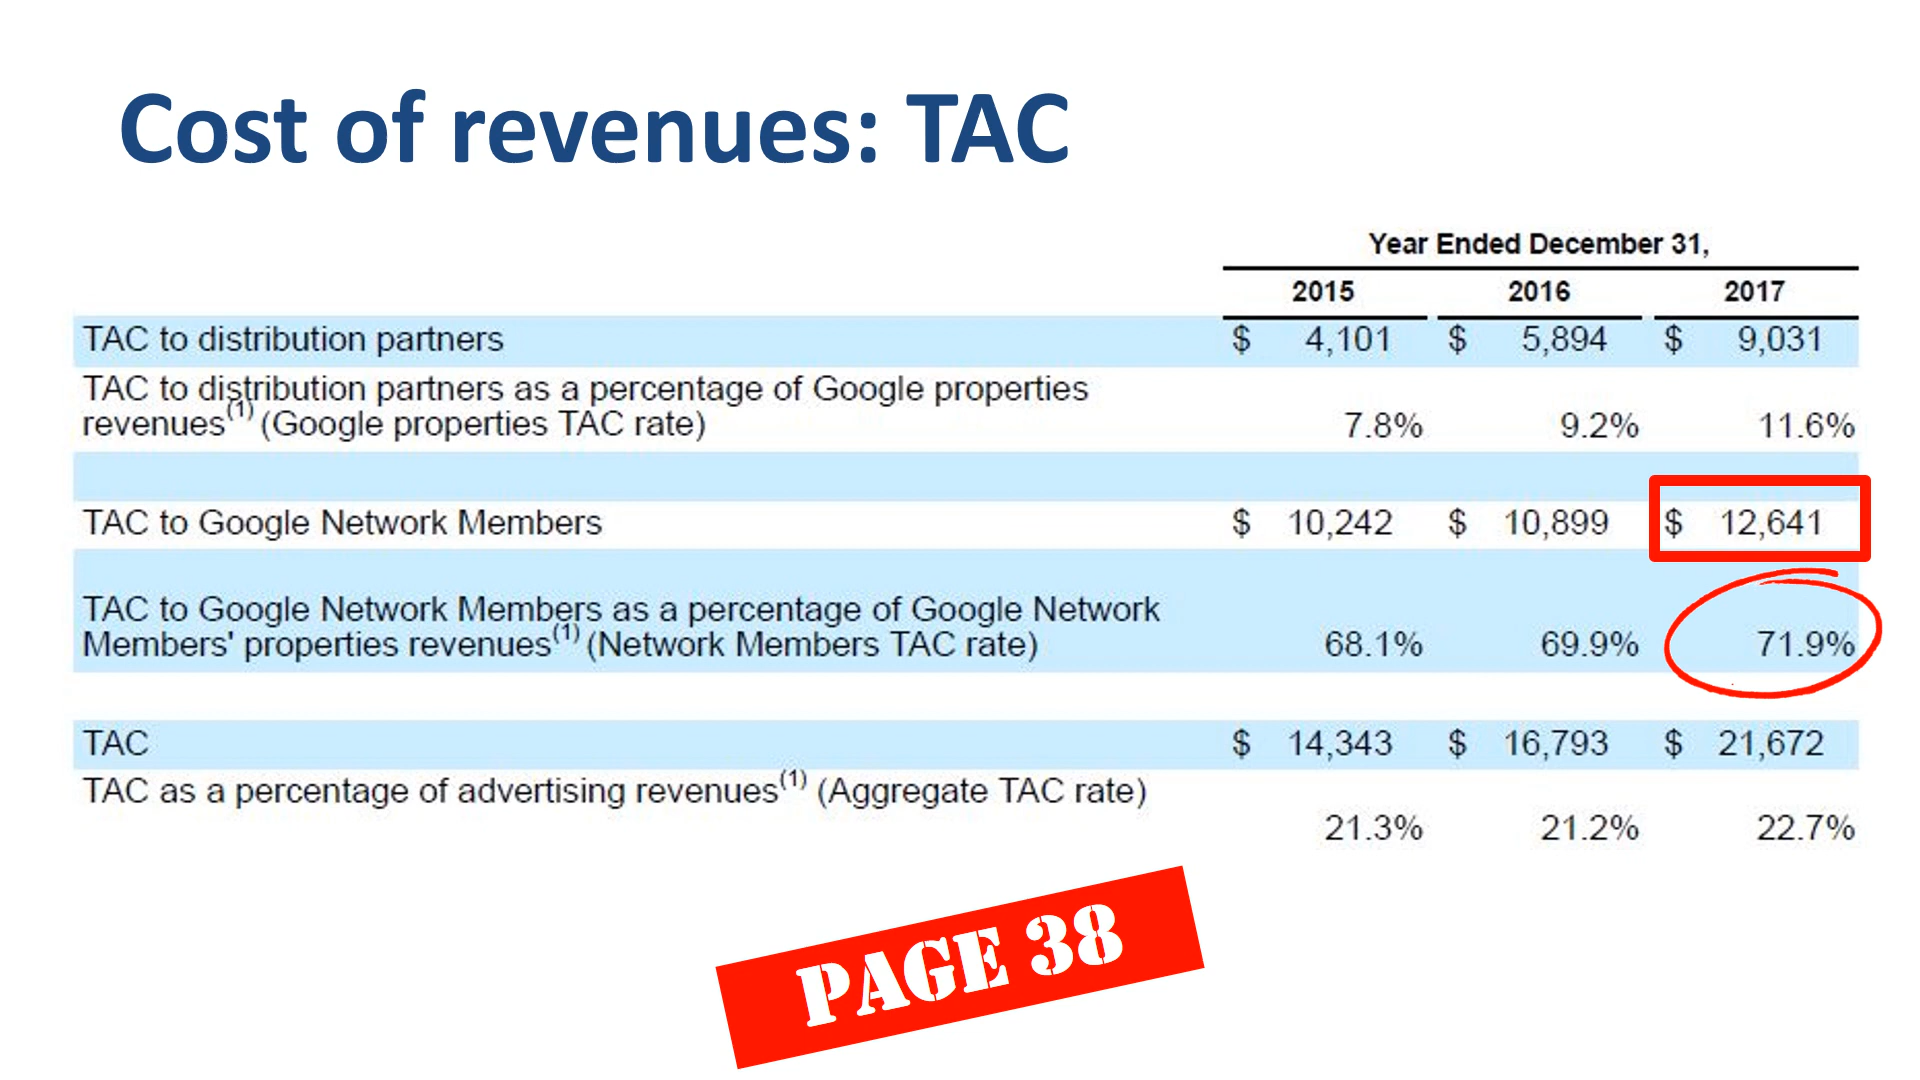 Cost of revenues: TAC
Year Ended December 31,
2015 2016 2017
TAC to distribution partners $ 4,101 $ 5,894 $ 9,031
TAC to distribution partners as a percentage of Google properties
revenues(1) (Google properties TAC rate) 7.8% 9.2% 11.6%
TAC to Google Network Members $ 10,242 $ 10,899 $ 12,641
TAC to Google Network Members as a percentage of Google Network
Members' properties revenues(1) (Network Members TAC rate) 68.1% 69.9% 71.9%
TAC $ 14,343 $ 16,793 $ 21,672
TAC as a percentage of advertising revenues(1) (Aggregate TAC rate)
21.3% 21.2% 22.7%
PAGE 38